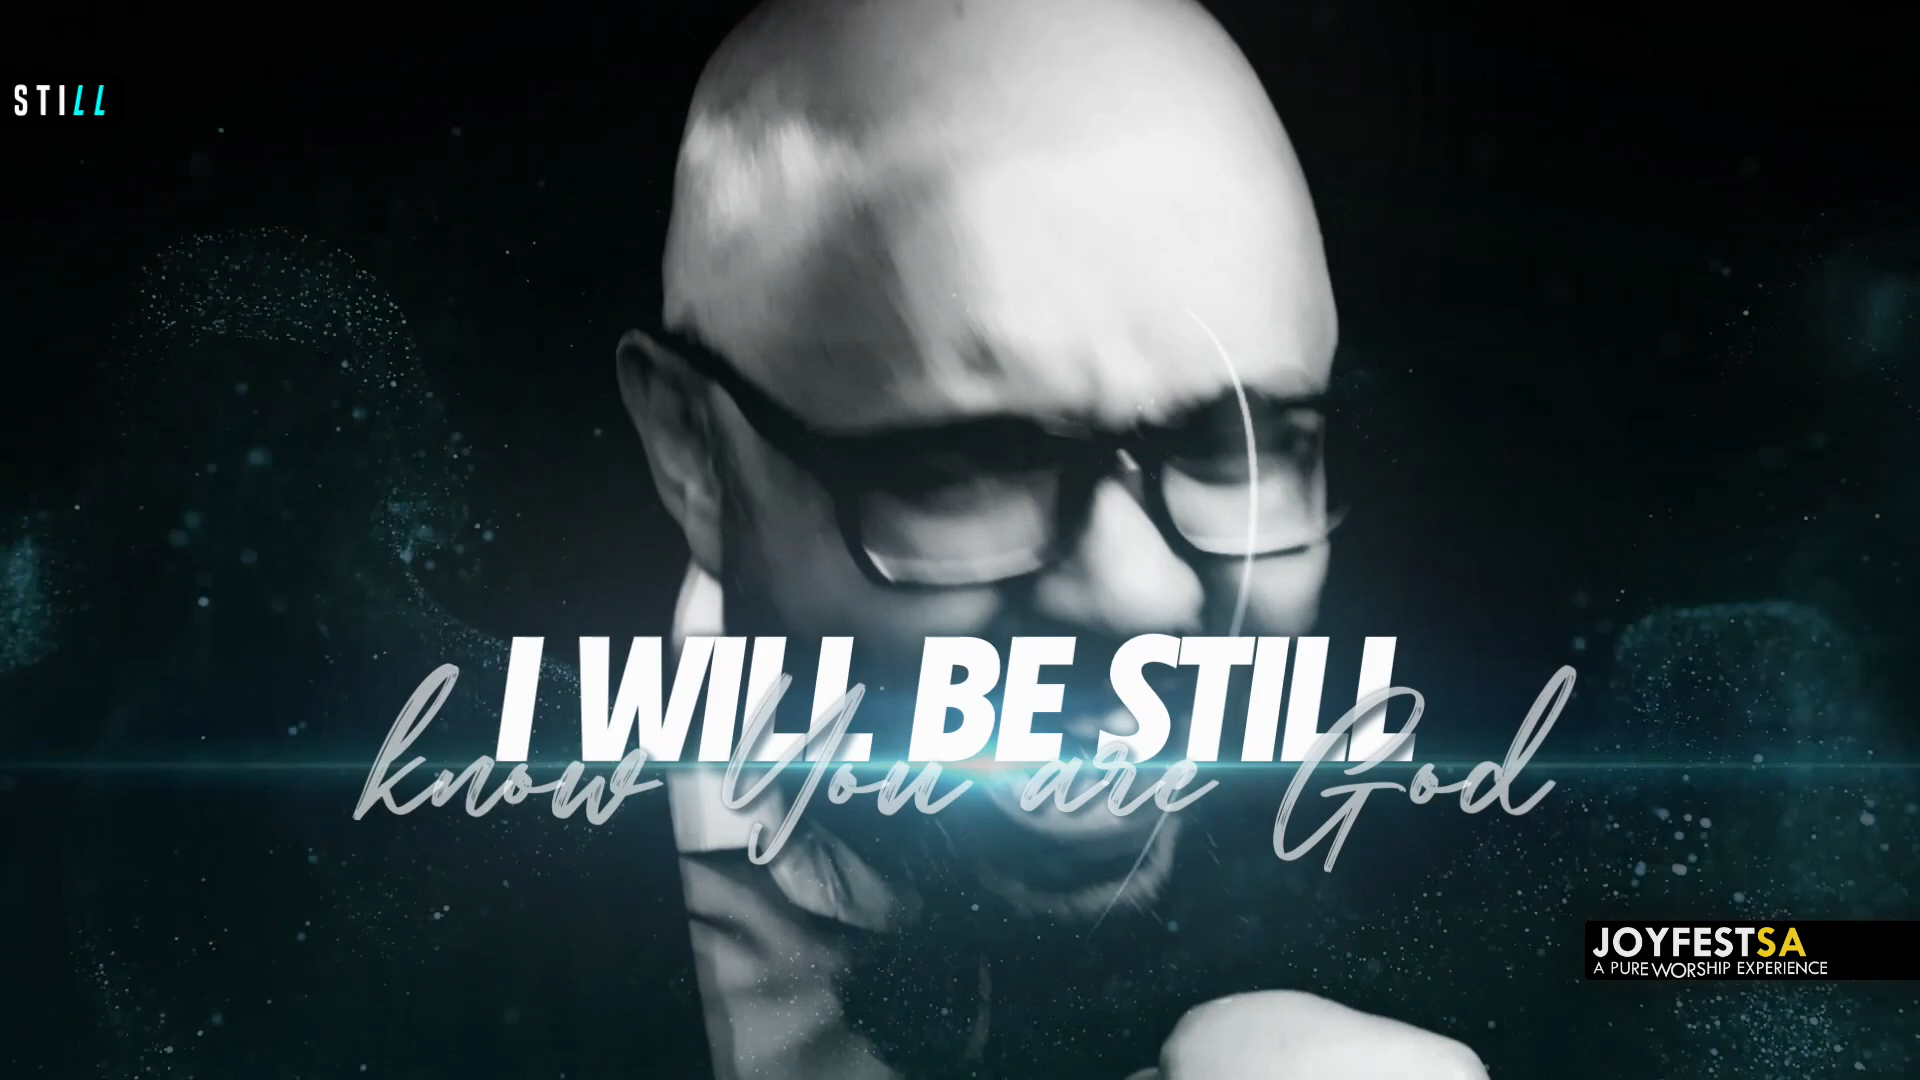 STILL
I WILL BE STILL
know You are God
JOYFESTSA
A PURE WORSHIP EXPERIENCE